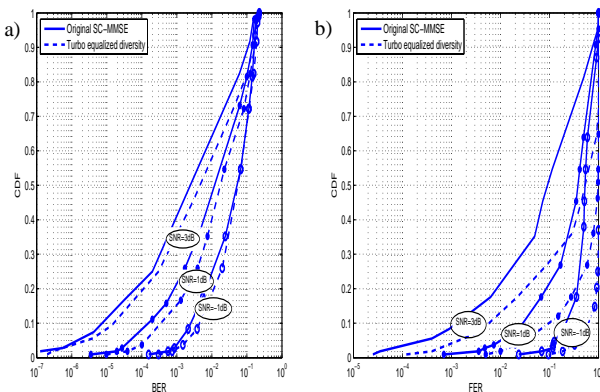 a)
Original SC-MMSE
Turbo equalized diversity
CDF
1
0.9
0.8
0.7
0.6
0.5
0.4
0.3
0.2
0.1
0
SNR=3dB
SNR=1dB
SNR=-1dB
10^-7 10^-6 10^-5 10^-4 10^-3 10^-2 10^-1 10^0
BER
b)
Original SC-MMSE
Turbo equalized diversity
CDF
1
0.9
0.8
0.7
0.6
0.5
0.4
0.3
0.2
0.1
0
SNR=3dB
SNR=1dB
SNR=-1dB
10^-5 10^-4 10^-3 10^-2 10^-1 10^0
FER